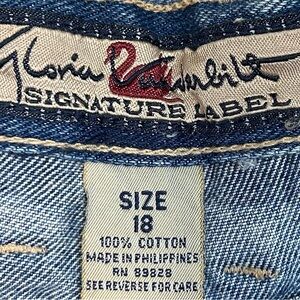 Gloria Vanderbilt
SIGNATURE LABEL
SIZE
18
100% COTTON
MADE IN PHILIPPINES
RN 89828
SEE REVERSE FOR CARE